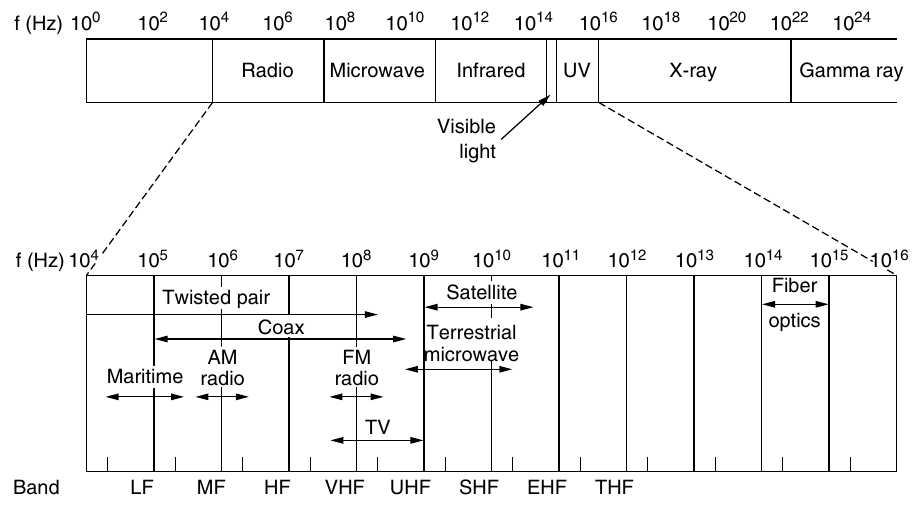 f (Hz) 10^0 10^2 10^4 10^6 10^8 10^10 10^12 10^14 10^16 10^18 10^20 10^22 10^24
Radio Microwave Infrared UV X-ray Gamma ray
Visible
light
f (Hz) 10^4 10^5 10^6 10^7 10^8 10^9 10^10 10^11 10^12 10^13 10^14 10^15 10^16
Twisted pair
Satellite
Fiber
optics
Coax
Terrestrial
microwave
AM
radio
FM
radio
Maritime
TV
Band LF MF HF VHF UHF SHF EHF THF